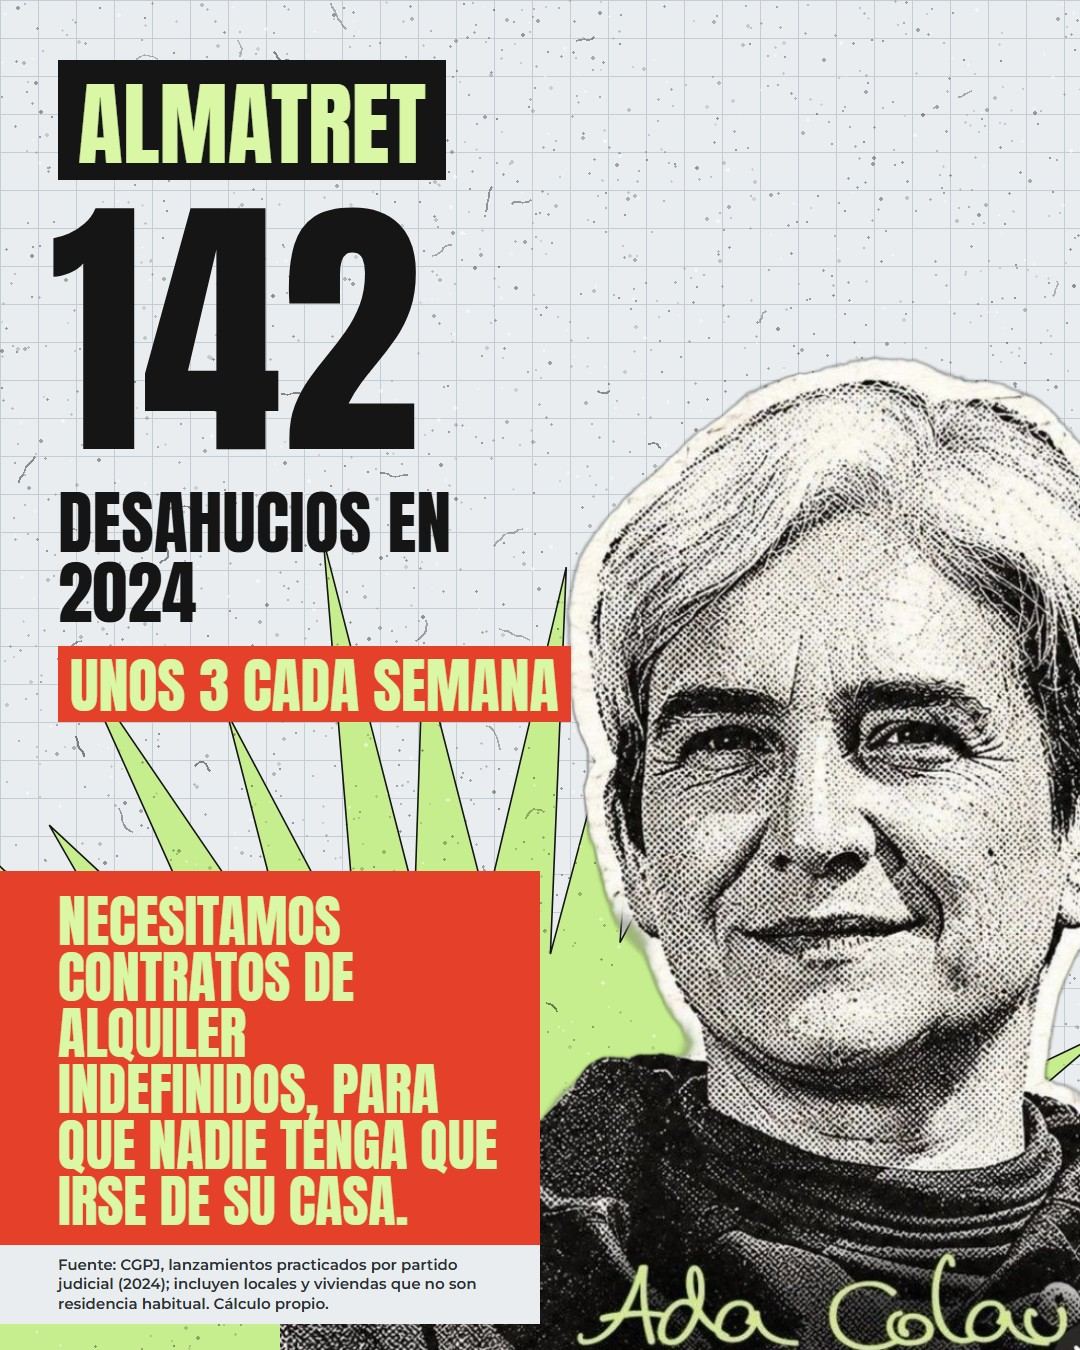 ALMATRET
142
DESAHUCIOS EN
2024
UNOS 3 CADA SEMANA
NECESITAMOS
CONTRATOS DE
ALQUILER
INDEFINIDOS, PARA
QUE NADIE TENGA QUE
IRSE DE SU CASA.
Fuente: CGPJ, lanzamientos practicados por partido
judicial (2024); incluyen locales y viviendas que no son
residencia habitual. Cálculo propio.
Ada Colau